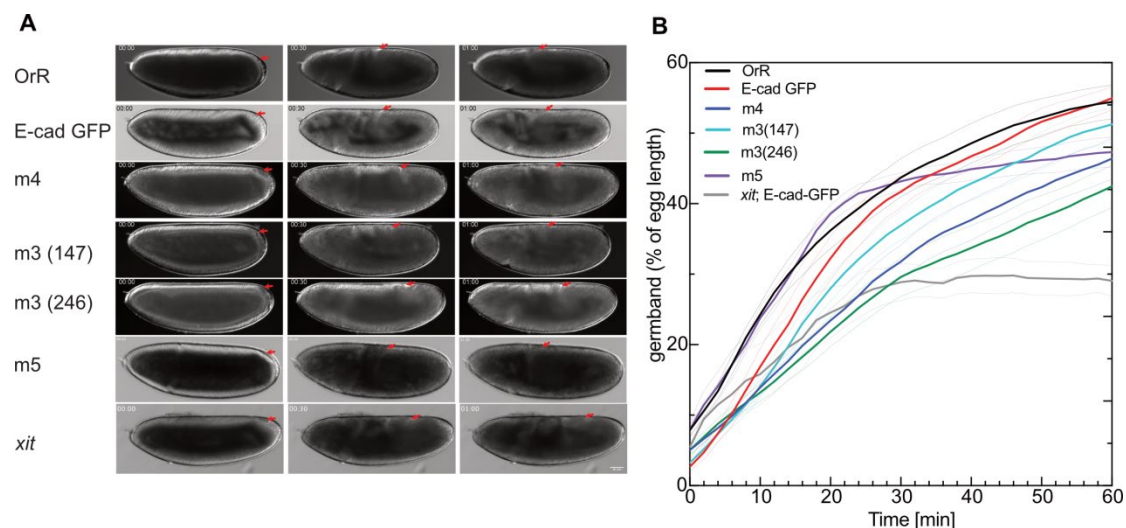 A
OrR
00:00
00:30
01:00
E-cad GFP
00:00
00:30
01:00
m4
00:00
00:30
01:00
m3 (147)
00:00
00:30
01:00
m3 (246)
00:00
00:30
01:00
m5
xit
00:00
00:30
01:00
B
60
40
20
0
germband (% of egg length)
OrR
E-cad GFP
m4
m3(147)
m3(246)
m5
xit; E-cad-GFP
0 10 20 30 40 50 60
Time [min]